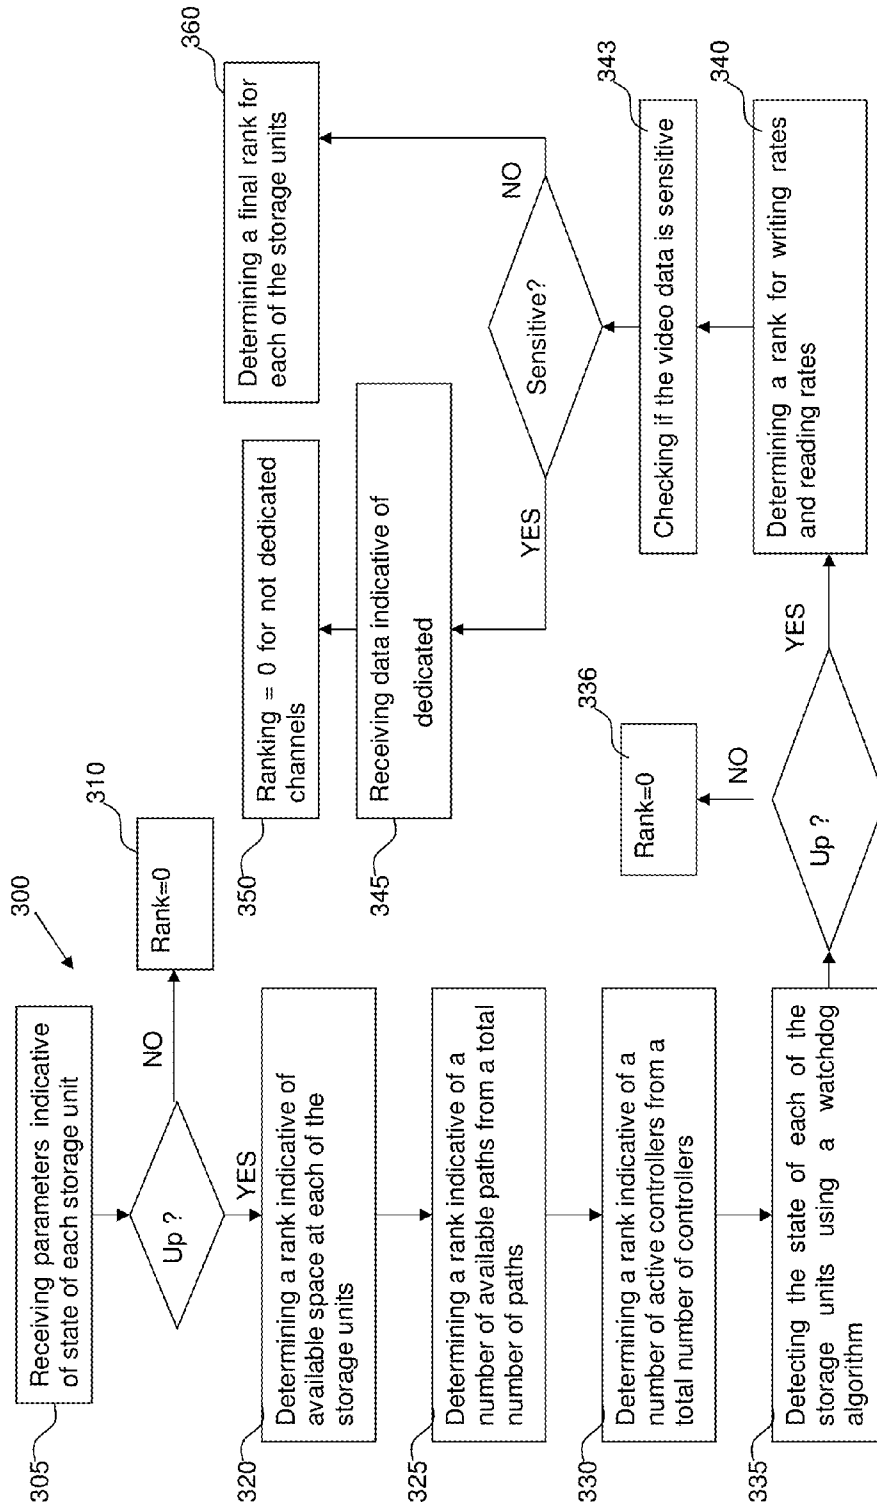 300
305
Receiving parameters indicative
of state of each storage unit
Up ?
NO
310
Rank=0
YES
320
Determining a rank indicative of
available space at each of the
storage units
325
Determining a rank indicative of a
number of available paths from a total
number of paths
330
Determining a rank indicative of a
number of active controllers from a
total number of controllers
335
Detecting the state of each of the
storage units using a watchdog
algorithm
Up ?
NO
336
Rank=0
YES
340
Determining a rank for writing rates
and reading rates
343
Checking if the video data is sensitive
Sensitive?
YES
345
Receiving data indicative of
dedicated
350
Ranking = 0 for not dedicated
channels
NO
360
Determining a final rank for
each of the storage units